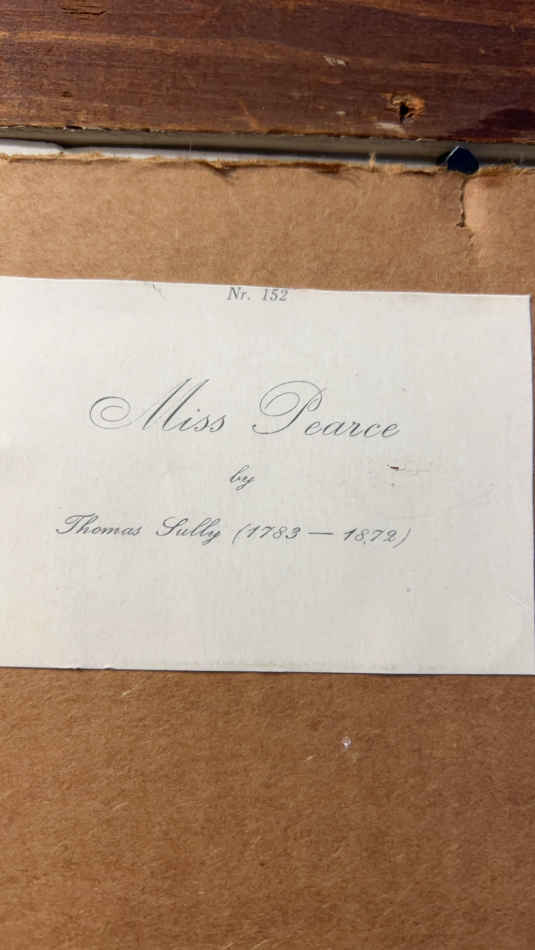 Nr. 152
Miss Pearce
by
Thomas Sully (1783 — 1872)